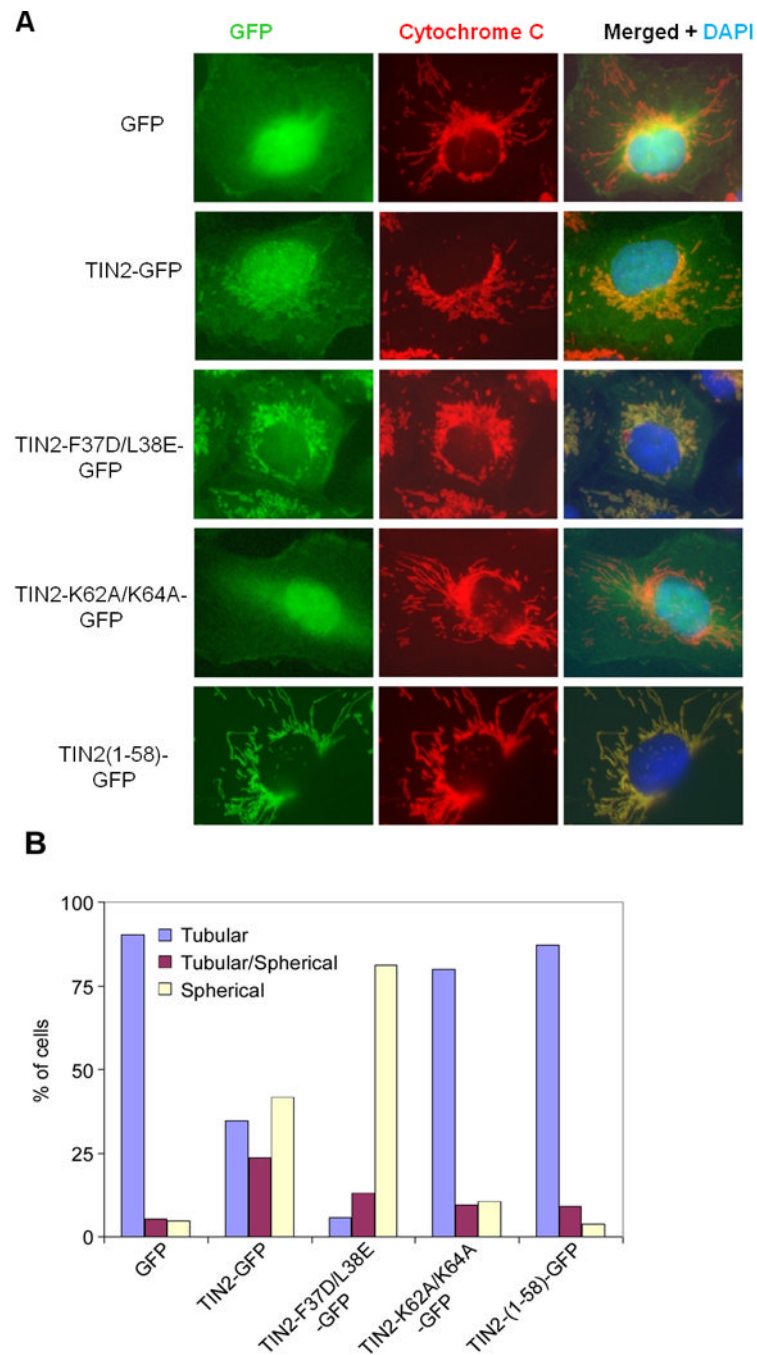 A
GFP
Cytochrome C
Merged + DAPI
GFP
TIN2-GFP
TIN2-F37D/L38E-
GFP
TIN2-K62A/K64A-
GFP
TIN2(1-58)-
GFP
B
100
75
50
25
0
% of cells
Tubular
Tubular/Spherical
Spherical
GFP
TIN2-GFP
TIN2-F37D/L38E
-GFP
TIN2-K62A/K64A
-GFP
TIN2-(1-58)-GFP